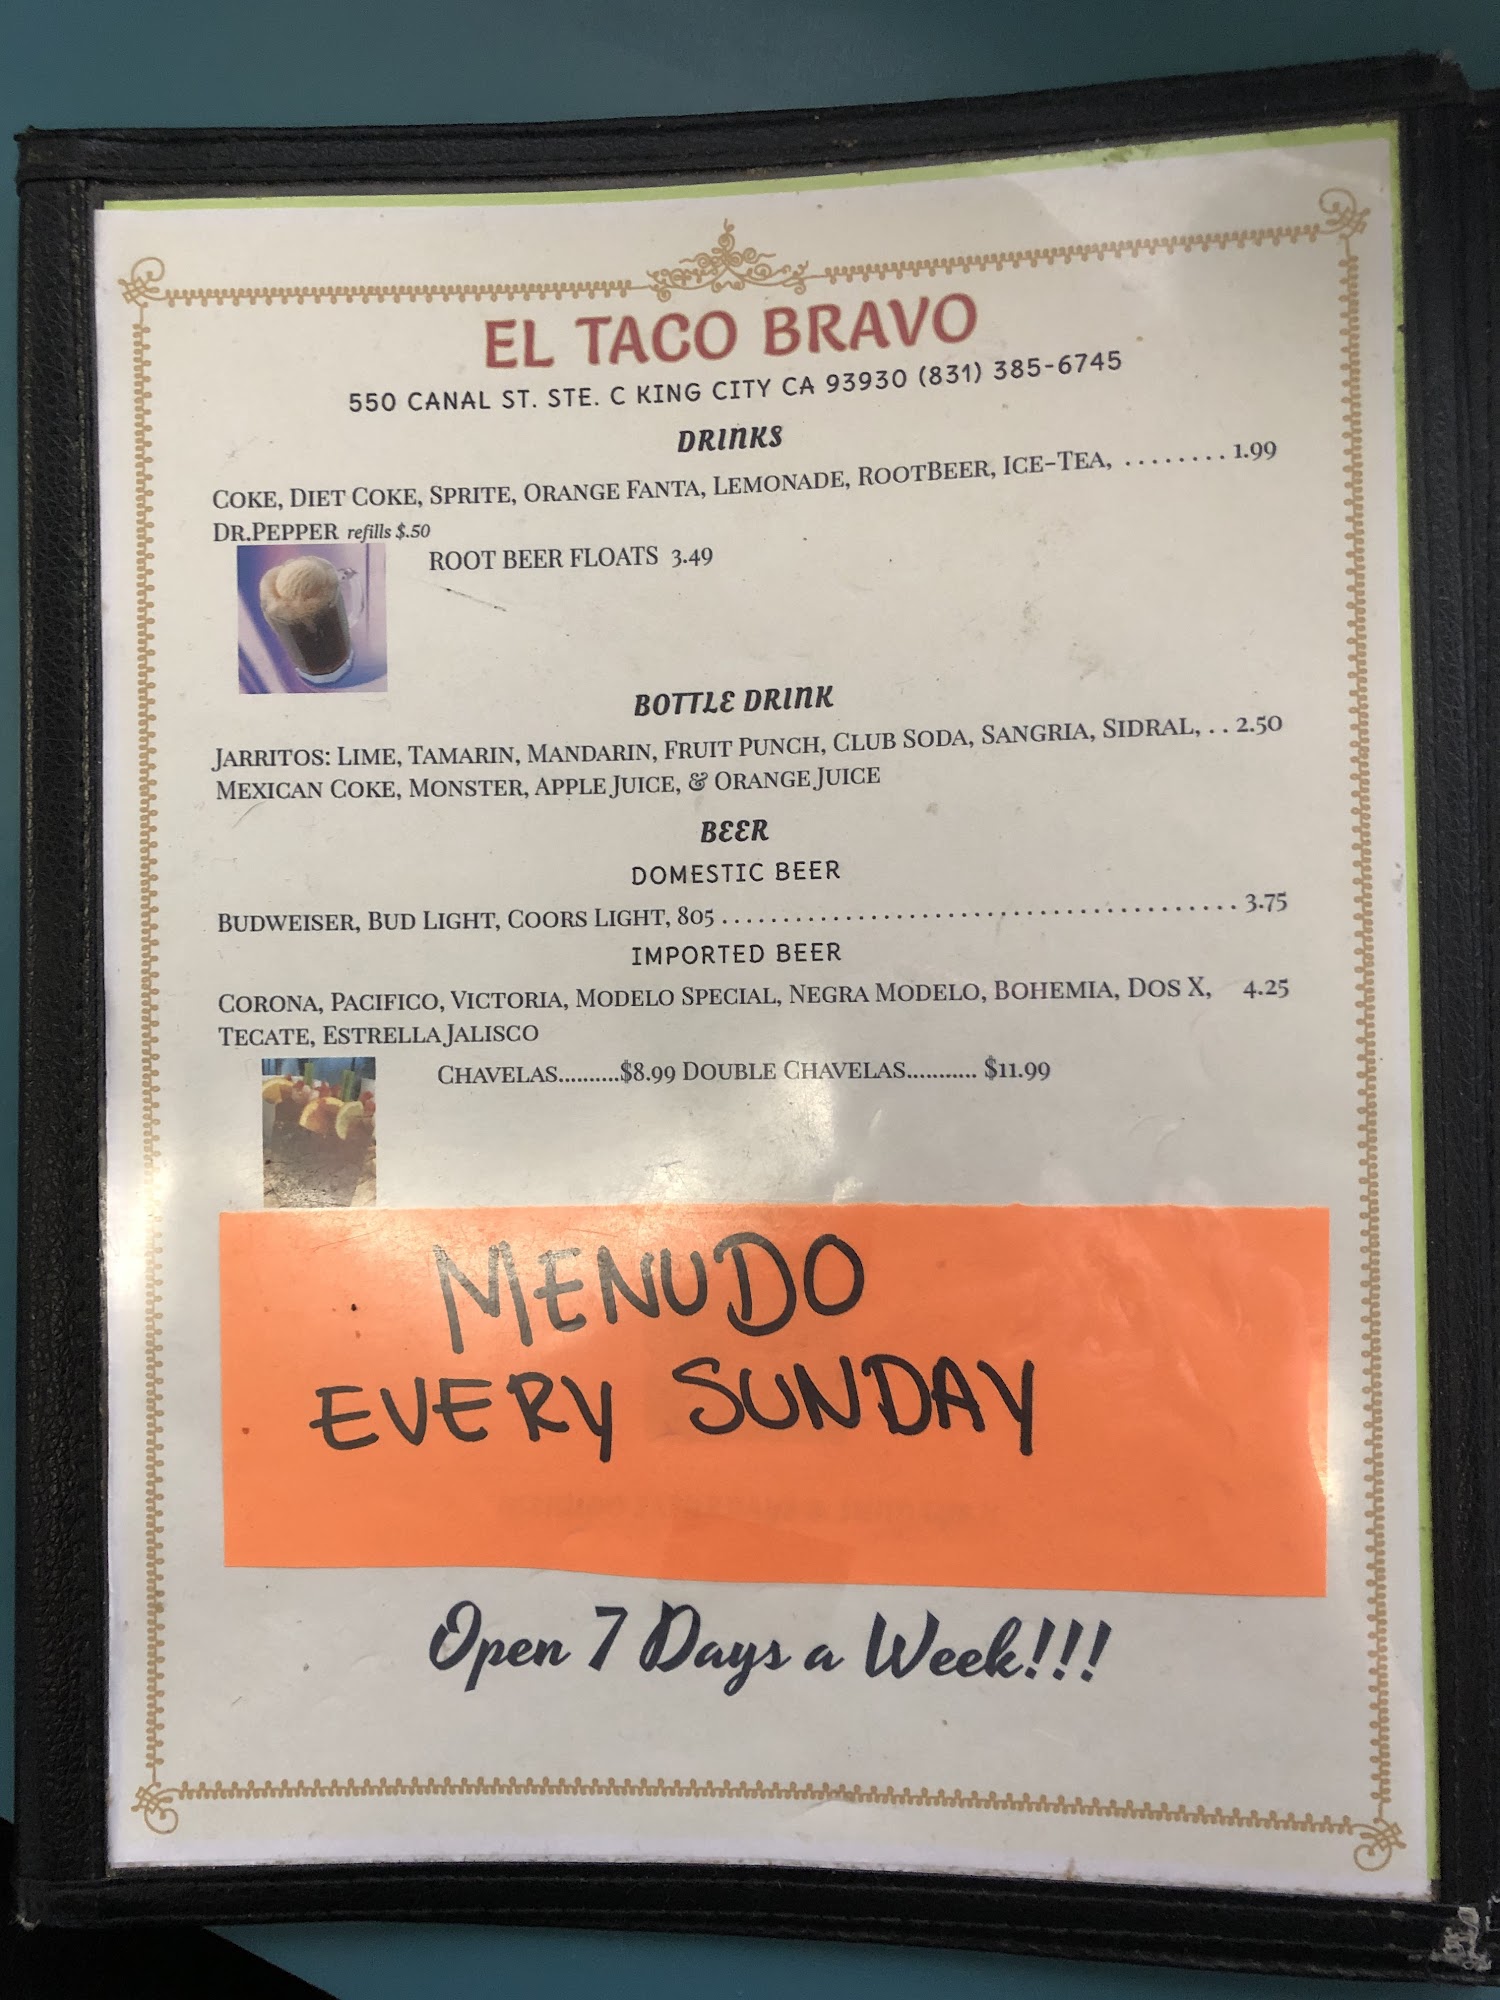 EL TACO BRAVO
550 CANAL ST. STE. C KING CITY CA 93930 (831) 385-6745
DRINKS
COKE, DIET COKE, SPRITE, ORANGE FANTA, LEMONADE, ROOTBEER, ICE-TEA, ........ 1.99
DR.PEPPER refills $.50
ROOT BEER FLOATS 3.49
BOTTLE DRINK
JARRITOS: LIME, TAMARIN, MANDARIN, FRUIT PUNCH, CLUB SODA, SANGRIA, SIDRAL, .. 2.50
MEXICAN COKE, MONSTER, APPLE JUICE, & ORANGE JUICE
BEER
DOMESTIC BEER
BUDWEISER, BUD LIGHT, COORS LIGHT, 805 ........................................... 3.75
IMPORTED BEER
CORONA, PACIFICO, VICTORIA, MODELO SPECIAL, NEGRA MODELO, BOHEMIA, DOS X, 4.25
TECATE, ESTRELLA JALISCO
CHAVELAS..........$8.99 DOUBLE CHAVELAS........... $11.99
MENUDO
EVERY SUNDAY
Open 7 Days a Week!!!